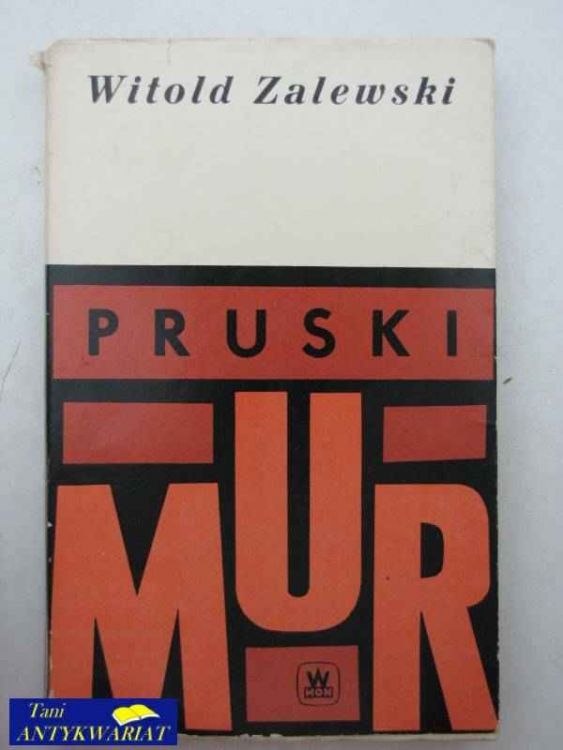 Witold Zalewski
PRUSKI
MUR
W
MON
Tani
ANTYKWARIAT